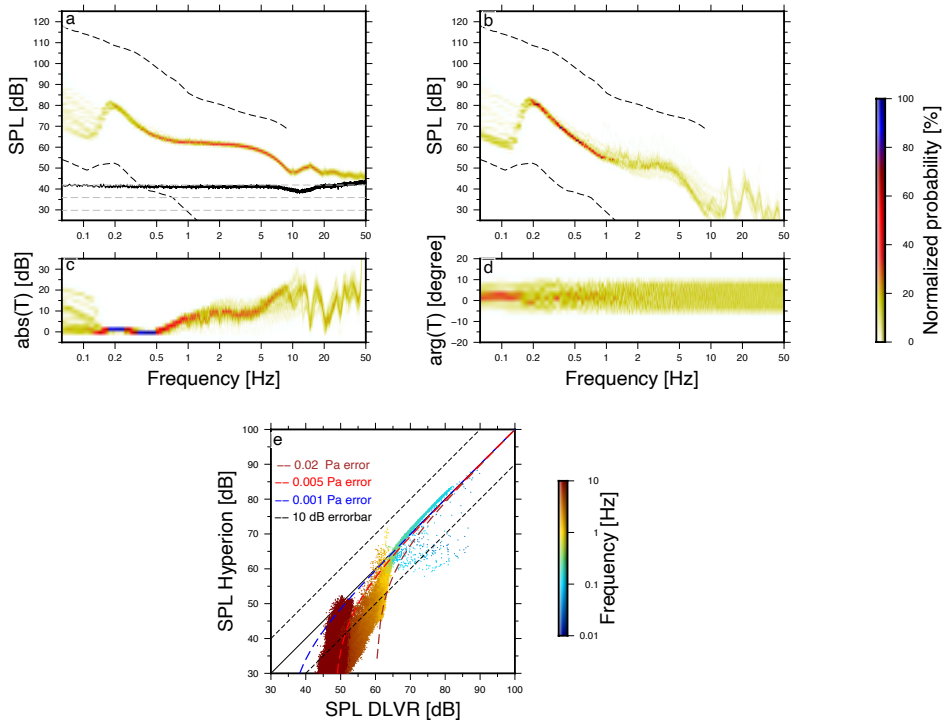 a
120
110
100
90
80
70
60
50
40
30
SPL [dB]
0.1 0.2 0.5 1 2 5 10 20 50
b
120
110
100
90
80
70
60
50
40
30
SPL [dB]
0.1 0.2 0.5 1 2 5 10 20 50
100
80
60
40
20
0
Normalized probability [%]
c
30
20
10
0
abs(T) [dB]
0.1 0.2 0.5 1 2 5 10 20 50
Frequency [Hz]
d
20
10
0
−10
−20
arg(T) [degree]
0.1 0.2 0.5 1 2 5 10 20 50
Frequency [Hz]
e
100
90
80
70
60
50
40
30
SPL Hyperion [dB]
0.02 Pa error
0.005 Pa error
0.001 Pa error
10 dB errorbar
30 40 50 60 70 80 90 100
SPL DLVR [dB]
10
1
0.1
0.01
Frequency [Hz]